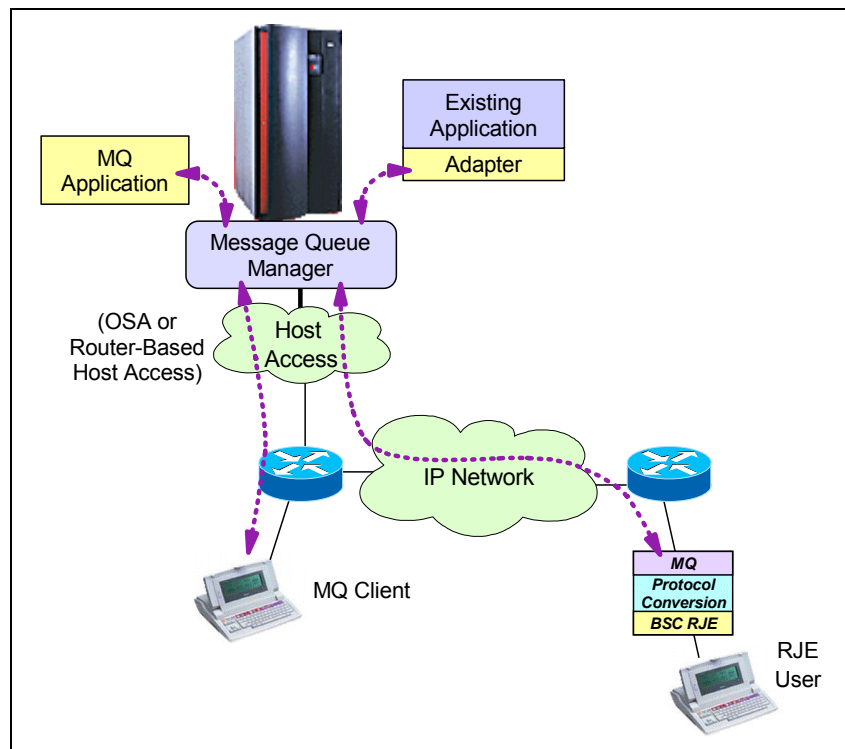 Existing
Application
Adapter
MQ
Application
Message Queue
Manager
(OSA or
Router-Based
Host Access)
Host
Access
IP Network
MQ Client
MQ
Protocol
Conversion
BSC RJE
RJE
User